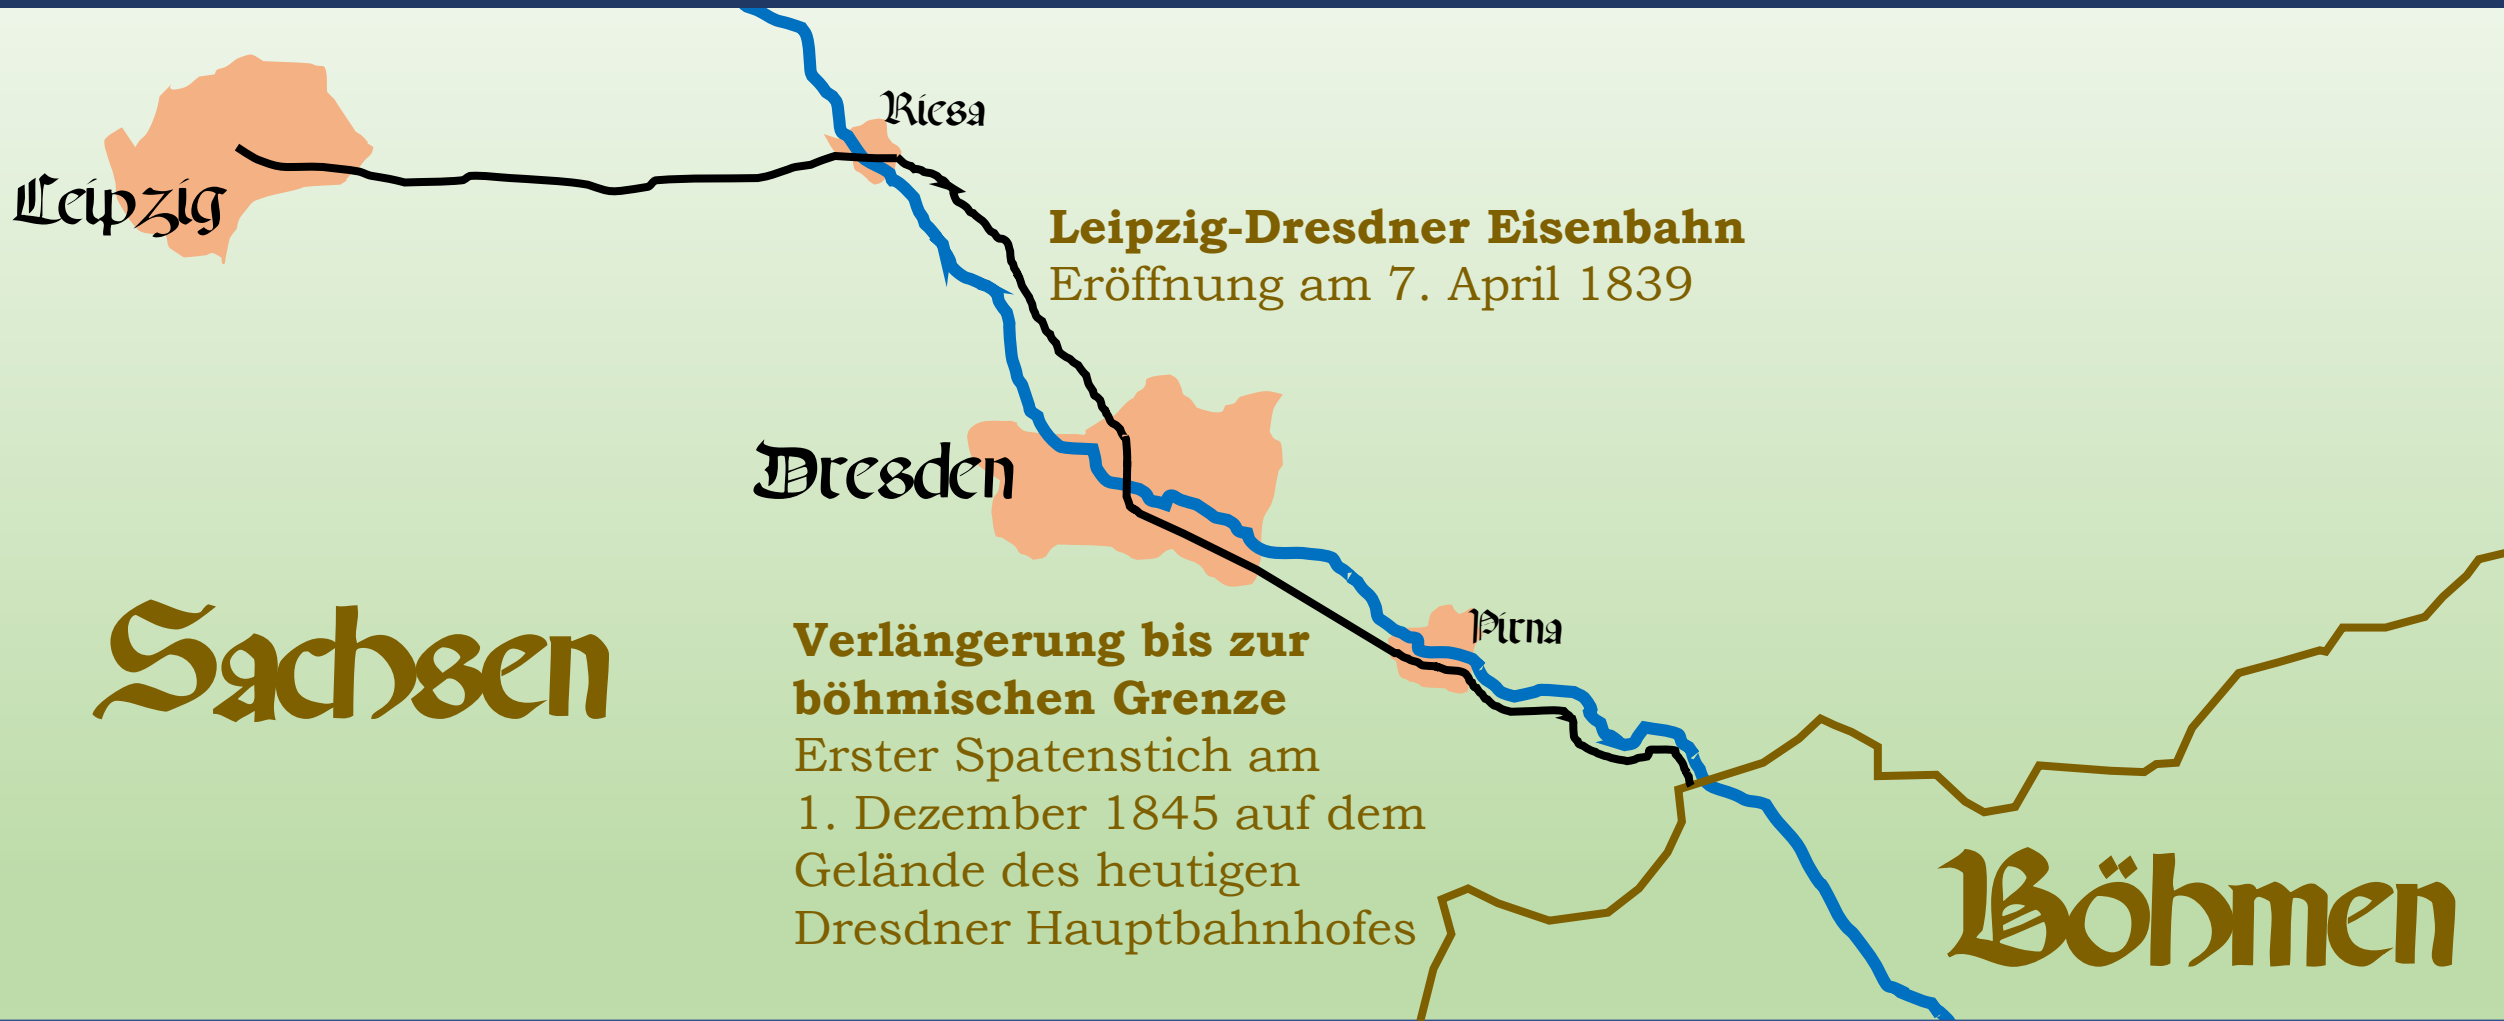 Riesa
Leipzig
Leipzig-Dresdner Eisenbahn
Eröffnung am 7. April 1839
Dresden
Pirna
Sachsen
Verlängerung bis zur
böhmischen Grenze
Erster Spatenstich am
1. Dezember 1845 auf dem
Gelände des heutigen
Dresdner Hauptbahnhofes
Böhmen